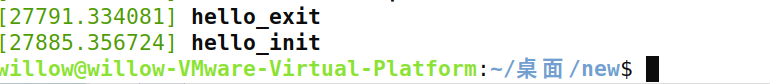 [27791.334081] hello_exit
[27885.356724] hello_init
willow@willow-VMware-Virtual-Platform:~/桌面/new$